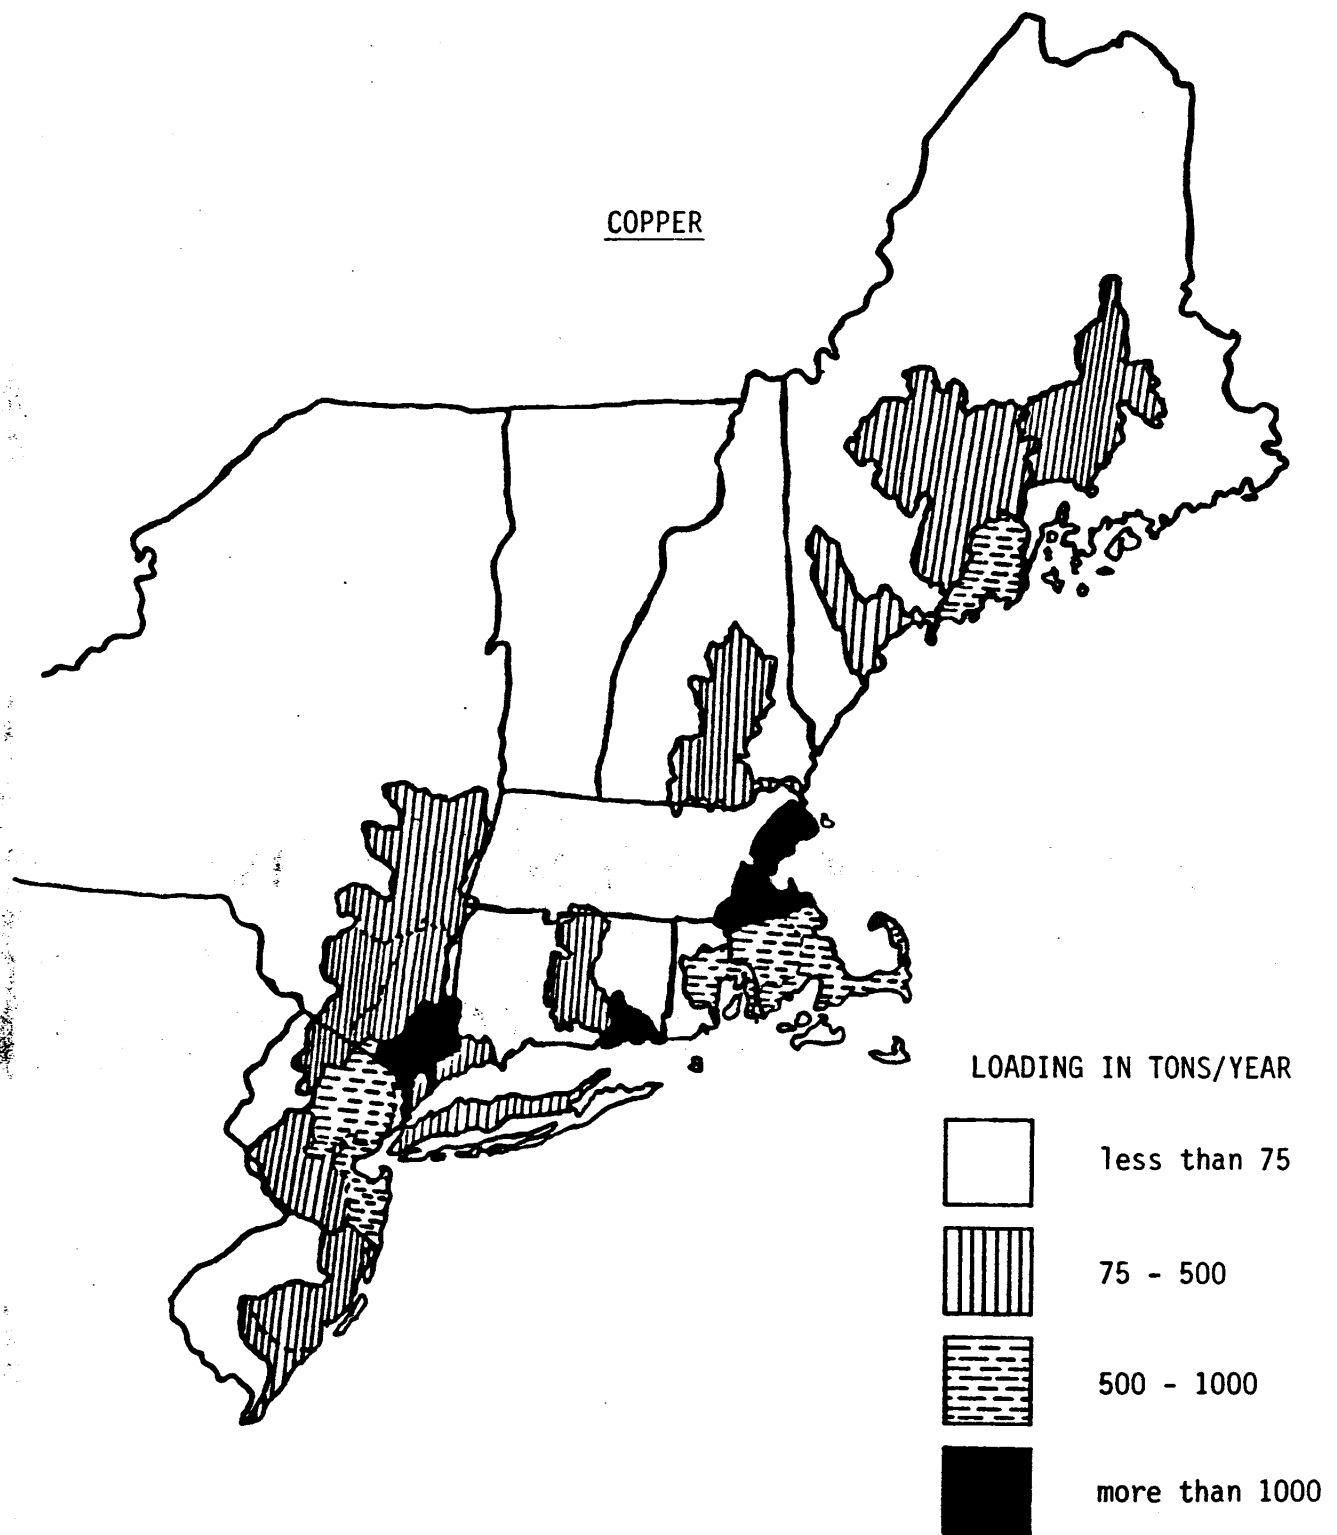 COPPER
LOADING IN TONS/YEAR
less than 75
75 - 500
500 - 1000
more than 1000